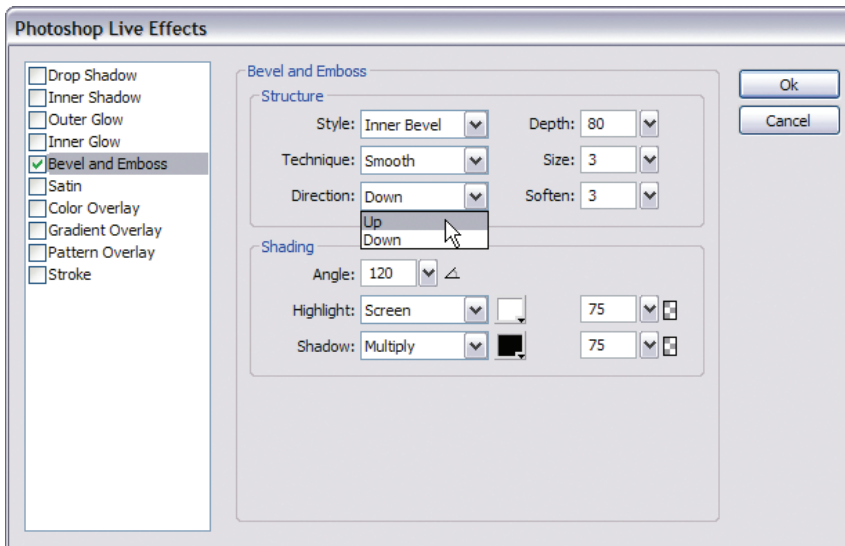 Photoshop Live Effects
Drop Shadow
Inner Shadow
Outer Glow
Inner Glow
Bevel and Emboss
Satin
Color Overlay
Gradient Overlay
Pattern Overlay
Stroke
Bevel and Emboss
Structure
Style: Inner Bevel Depth: 80
Technique: Smooth Size: 3
Direction: Down Soften: 3
Up
Down
Shading
Angle: 120
Highlight: Screen 75
Shadow: Multiply 75
Ok
Cancel